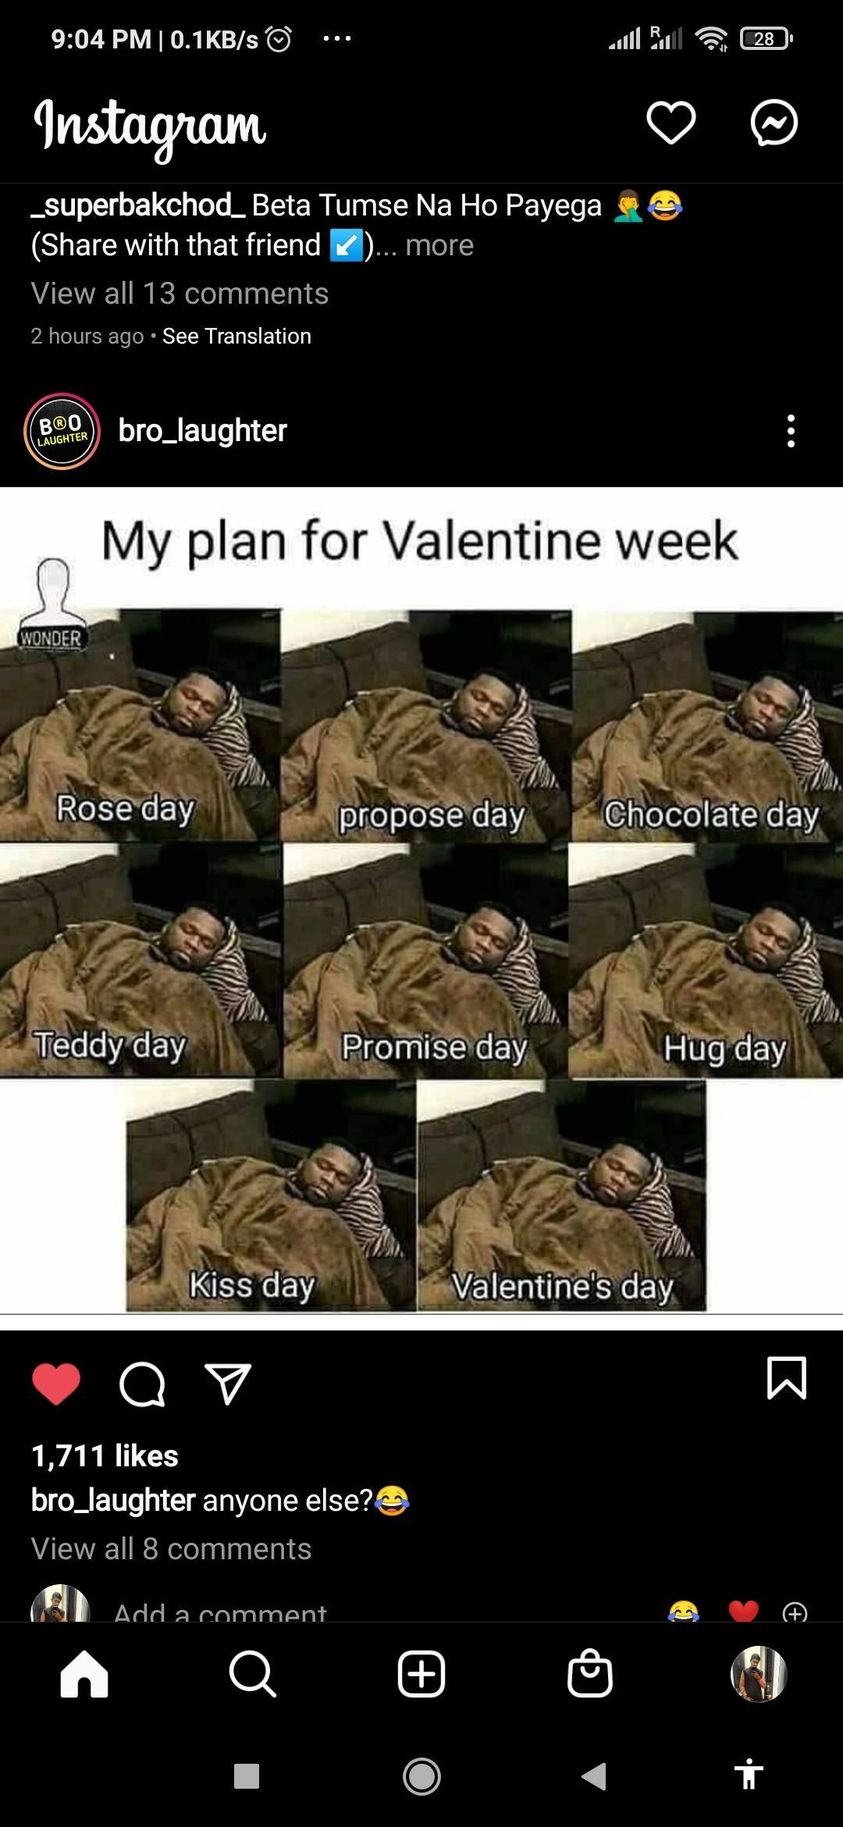 9:04 PM | 0.1KB/s
R
28
Instagram
_superbakchod_ Beta Tumse Na Ho Payega 🤦‍♂️😂
(Share with that friend ↙️)... more
View all 13 comments
2 hours ago • See Translation
BRO
LAUGHTER
bro_laughter
My plan for Valentine week
WONDER
Rose day
propose day
Chocolate day
Teddy day
Promise day
Hug day
Kiss day
Valentine's day
1,711 likes
bro_laughter anyone else?😂
View all 8 comments
Add a comment